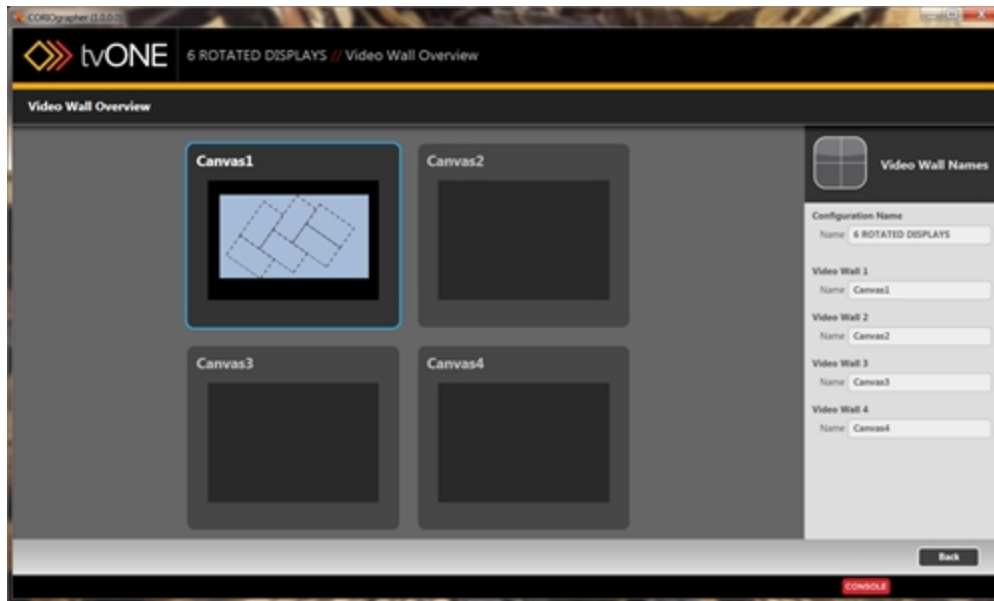 CORIOgrapher (1.0.0.0)
tvONE 6 ROTATED DISPLAYS // Video Wall Overview
Video Wall Overview
Canvas1
Canvas2
Canvas3
Canvas4
Video Wall Names
Configuration Name
Name 6 ROTATED DISPLAYS
Video Wall 1
Name Canvas1
Video Wall 2
Name Canvas2
Video Wall 3
Name Canvas3
Video Wall 4
Name Canvas4
Back
CONSOLE